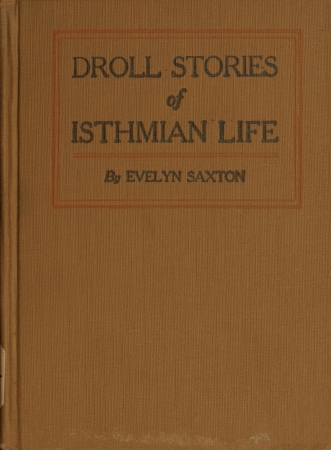 DROLL STORIES
of
ISTHMIAN LIFE
By EVELYN SAXTON